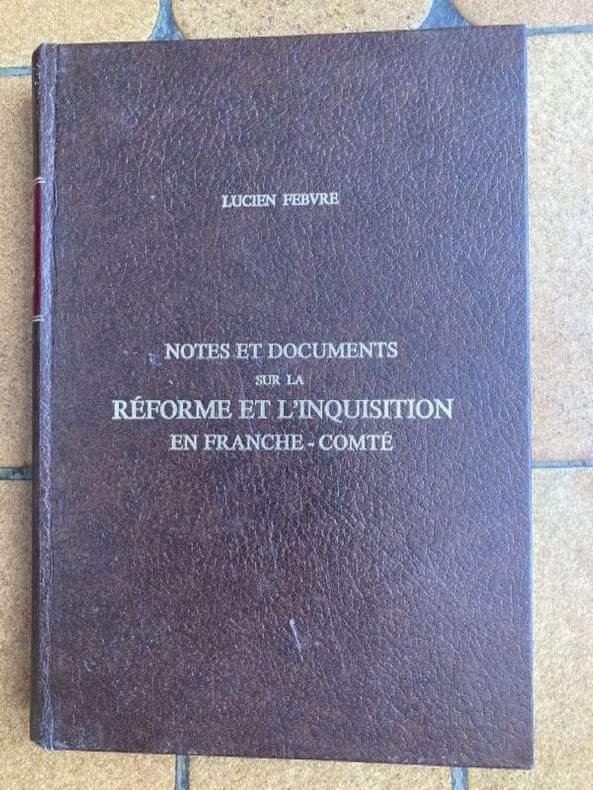 LUCIEN FEBVRE
NOTES ET DOCUMENTS
SUR LA
RÉFORME ET L'INQUISITION
EN FRANCHE - COMTÉ